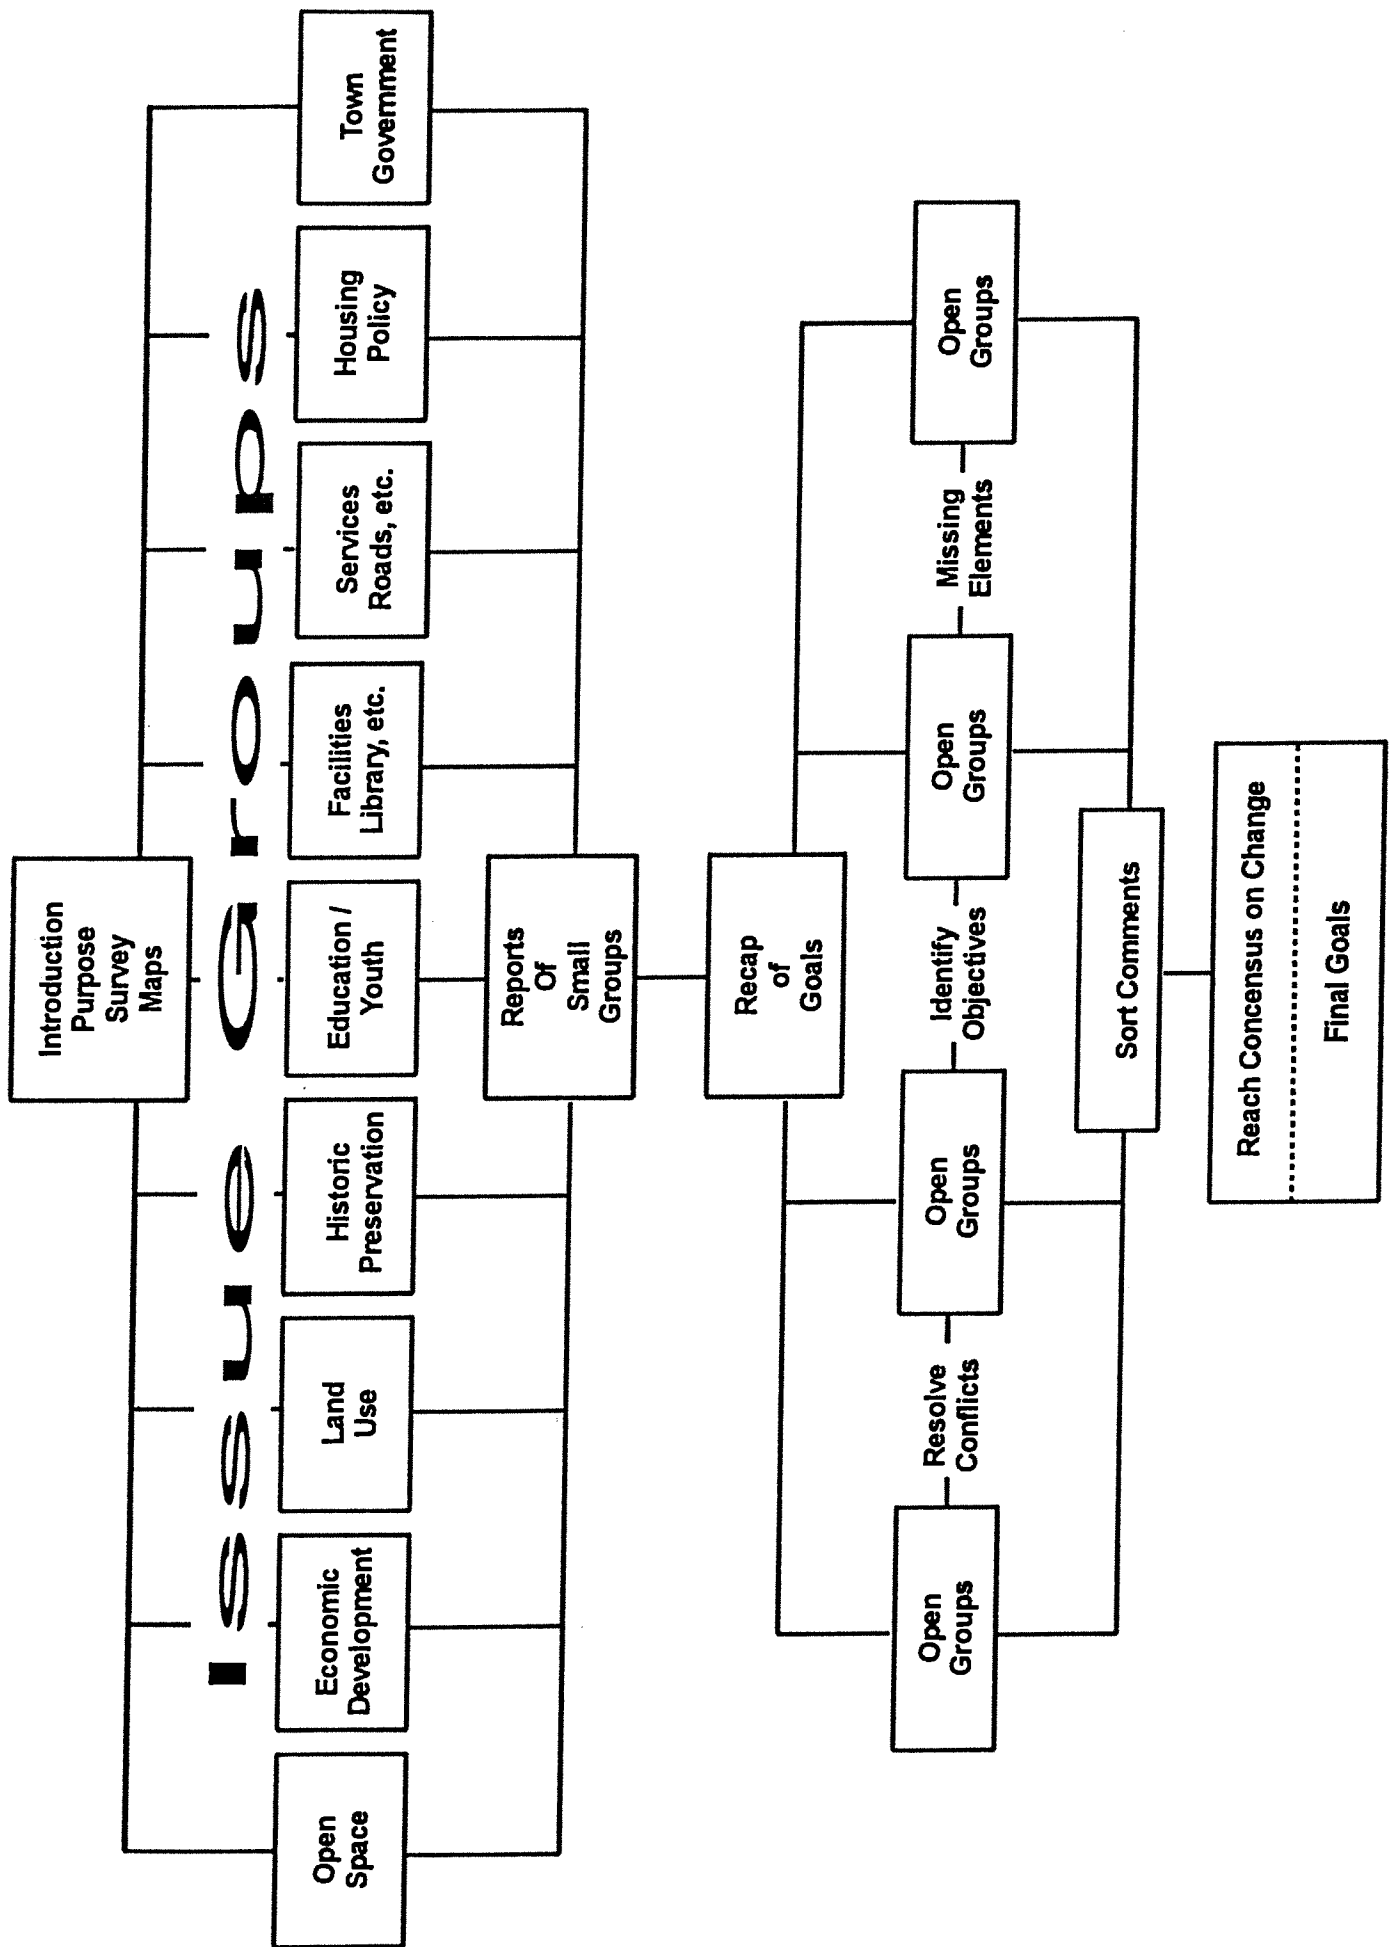 Introduction
Purpose
Survey
Maps
Issue Groups
Open
Space
Economic
Development
Land
Use
Historic
Preservation
Education /
Youth
Facilities
Library, etc.
Services
Roads, etc.
Housing
Policy
Town
Government
Reports
Of
Small
Groups
Recap
of
Goals
Open
Groups
Resolve
Conflicts
Open
Groups
Identify
Objectives
Open
Groups
Missing
Elements
Open
Groups
Sort Comments
Reach Concensus on Change
Final Goals